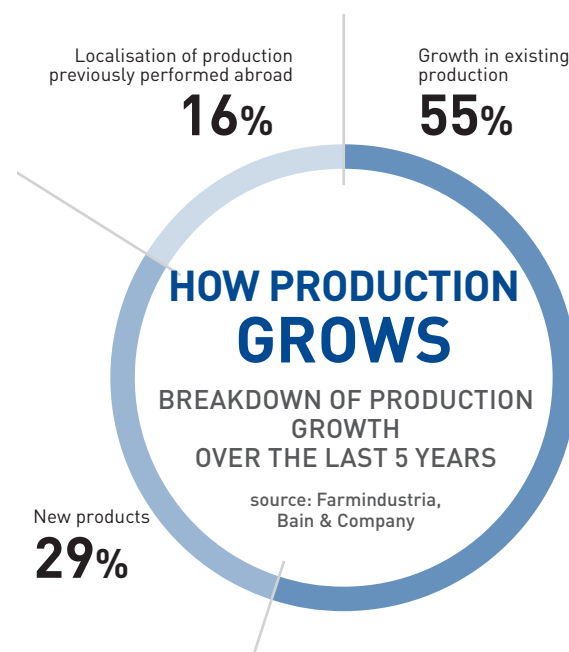 Localisation of production
previously performed abroad
16%
Growth in existing
production
55%
HOW PRODUCTION
GROWS
BREAKDOWN OF PRODUCTION
GROWTH
OVER THE LAST 5 YEARS
source: Farmindustria,
Bain & Company
New products
29%